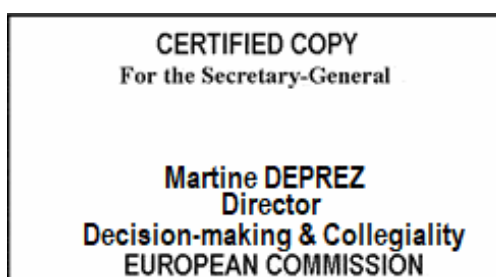 CERTIFIED COPY
For the Secretary-General
Martine DEPREZ
Director
Decision-making & Collegiality
EUROPEAN COMMISSION